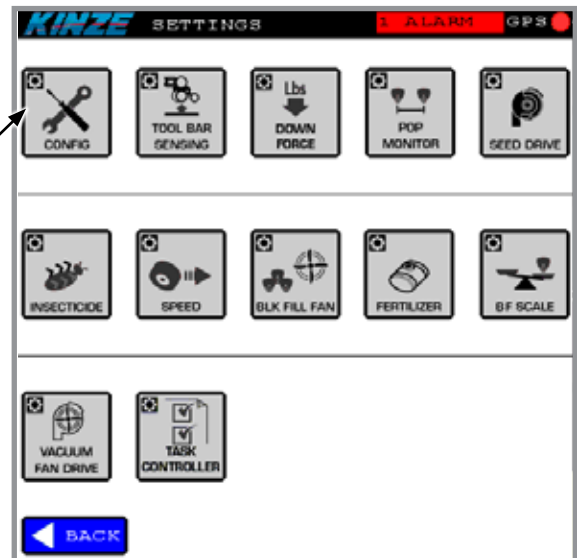 KINZE SETTINGS 1 ALARM GPS
Lbs
CONFIG
TOOL BAR
SENSING
DOWN
FORCE
POP
MONITOR
SEED DRIVE
INSECTICIDE
SPEED
BLK FILL FAN
FERTILIZER
BF SCALE
VACUUM
FAN DRIVE
TASK
CONTROLLER
BACK